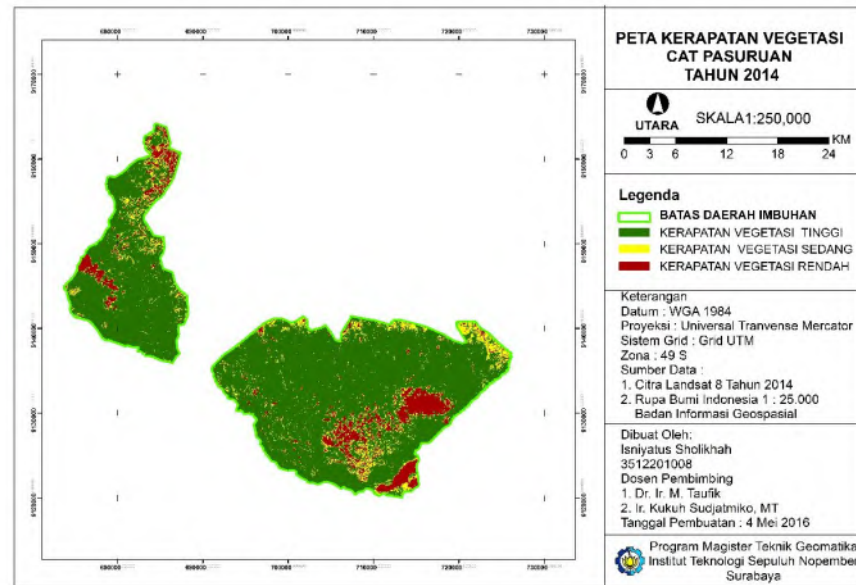 PETA KERAPATAN VEGETASI
CAT PASURUAN
TAHUN 2014
UTARA
SKALA1:250,000
KM
0 3 6 12 18 24
Legenda
BATAS DAERAH IMBUHAN
KERAPATAN VEGETASI TINGGI
KERAPATAN VEGETASI SEDANG
KERAPATAN VEGETASI RENDAH
Keterangan
Datum : WGA 1984
Proyeksi : Universal Tranvense Mercator
Sistem Grid : Grid UTM
Zona : 49 S
Sumber Data :
1. Citra Landsat 8 Tahun 2014
2. Rupa Bumi Indonesia 1 : 25.000
Badan Informasi Geospasial
Dibuat Oleh:
Isniyatus Sholikhah
3512201008
Dosen Pembimbing
1. Dr. Ir. M. Taufik
2. Ir. Kukuh Sudjatmiko, MT
Tanggal Pembuatan : 4 Mei 2016
Program Magister Teknik Geomatika
Institut Teknologi Sepuluh Nopember
Surabaya